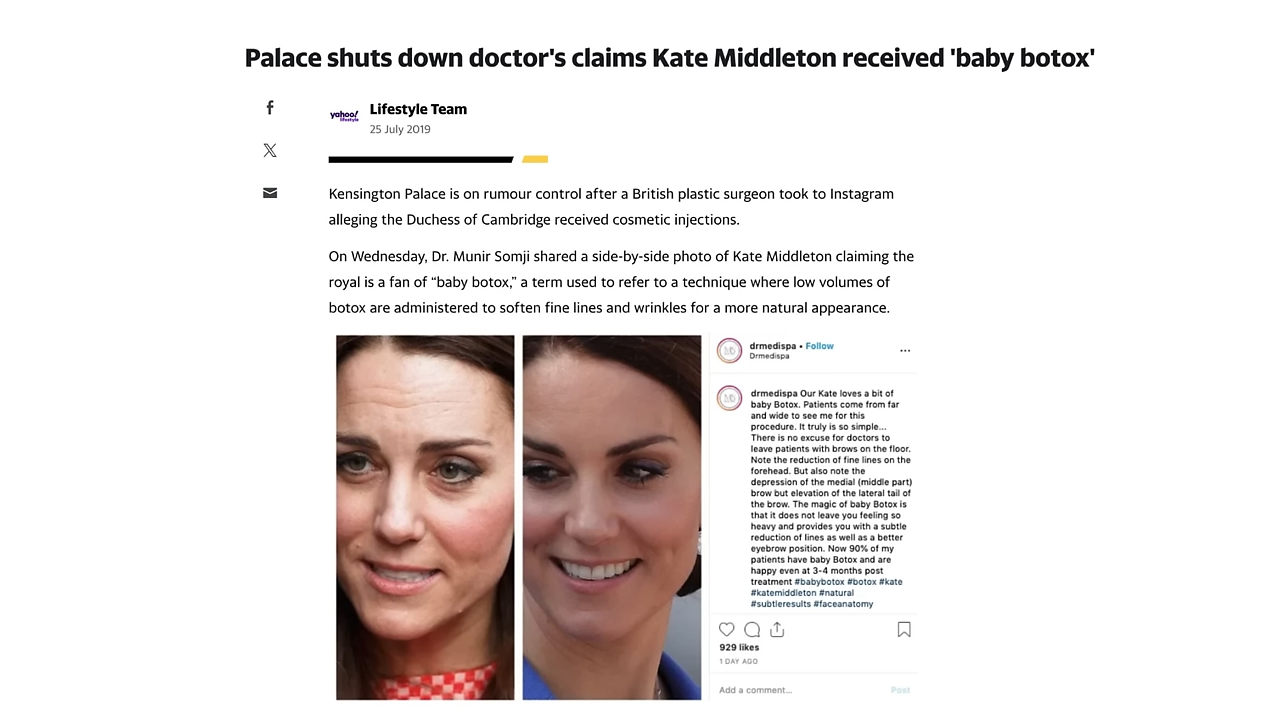 Palace shuts down doctor's claims Kate Middleton received 'baby botox'
yahoo!
lifestyle
Lifestyle Team
25 July 2019
Kensington Palace is on rumour control after a British plastic surgeon took to Instagram
alleging the Duchess of Cambridge received cosmetic injections.
On Wednesday, Dr. Munir Somji shared a side-by-side photo of Kate Middleton claiming the
royal is a fan of “baby botox,” a term used to refer to a technique where low volumes of
botox are administered to soften fine lines and wrinkles for a more natural appearance.
drmedispa • Follow
Drmedispa
drmedispa Our Kate loves a bit of
baby Botox. Patients come from far
and wide to see me for this
procedure. It truly is so simple...
There is no excuse for doctors to
leave patients with brows on the floor.
Note the reduction of fine lines on the
forehead. But also note the
depression of the medial (middle part)
brow but elevation of the lateral tail of
the brow. The magic of baby Botox is
that it does not leave you feeling so
heavy and provides you with a subtle
reduction of lines as well as a better
eyebrow position. Now 90% of my
patients have baby Botox and are
happy even at 3-4 months post
treatment #babybotox #botox #kate
#katemiddleton #natural
#subtleresults #faceanatomy
929 likes
1 DAY AGO
Add a comment...
Post